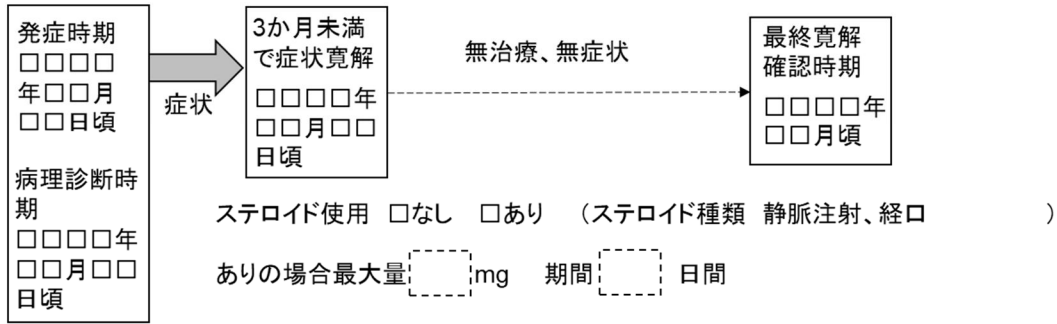 発症時期
□□□□
年□□月
□□日頃
病理診断時
期
□□□□年
□□月□□
日頃
症状
3か月未満
で症状寛解
□□□□年
□□月□□
日頃
無治療、無症状
最終寛解
確認時期
□□□□年
□□月頃
ステロイド使用 □なし □あり （ステロイド種類 静脈注射、経口 ）
ありの場合最大量 mg 期間 日間